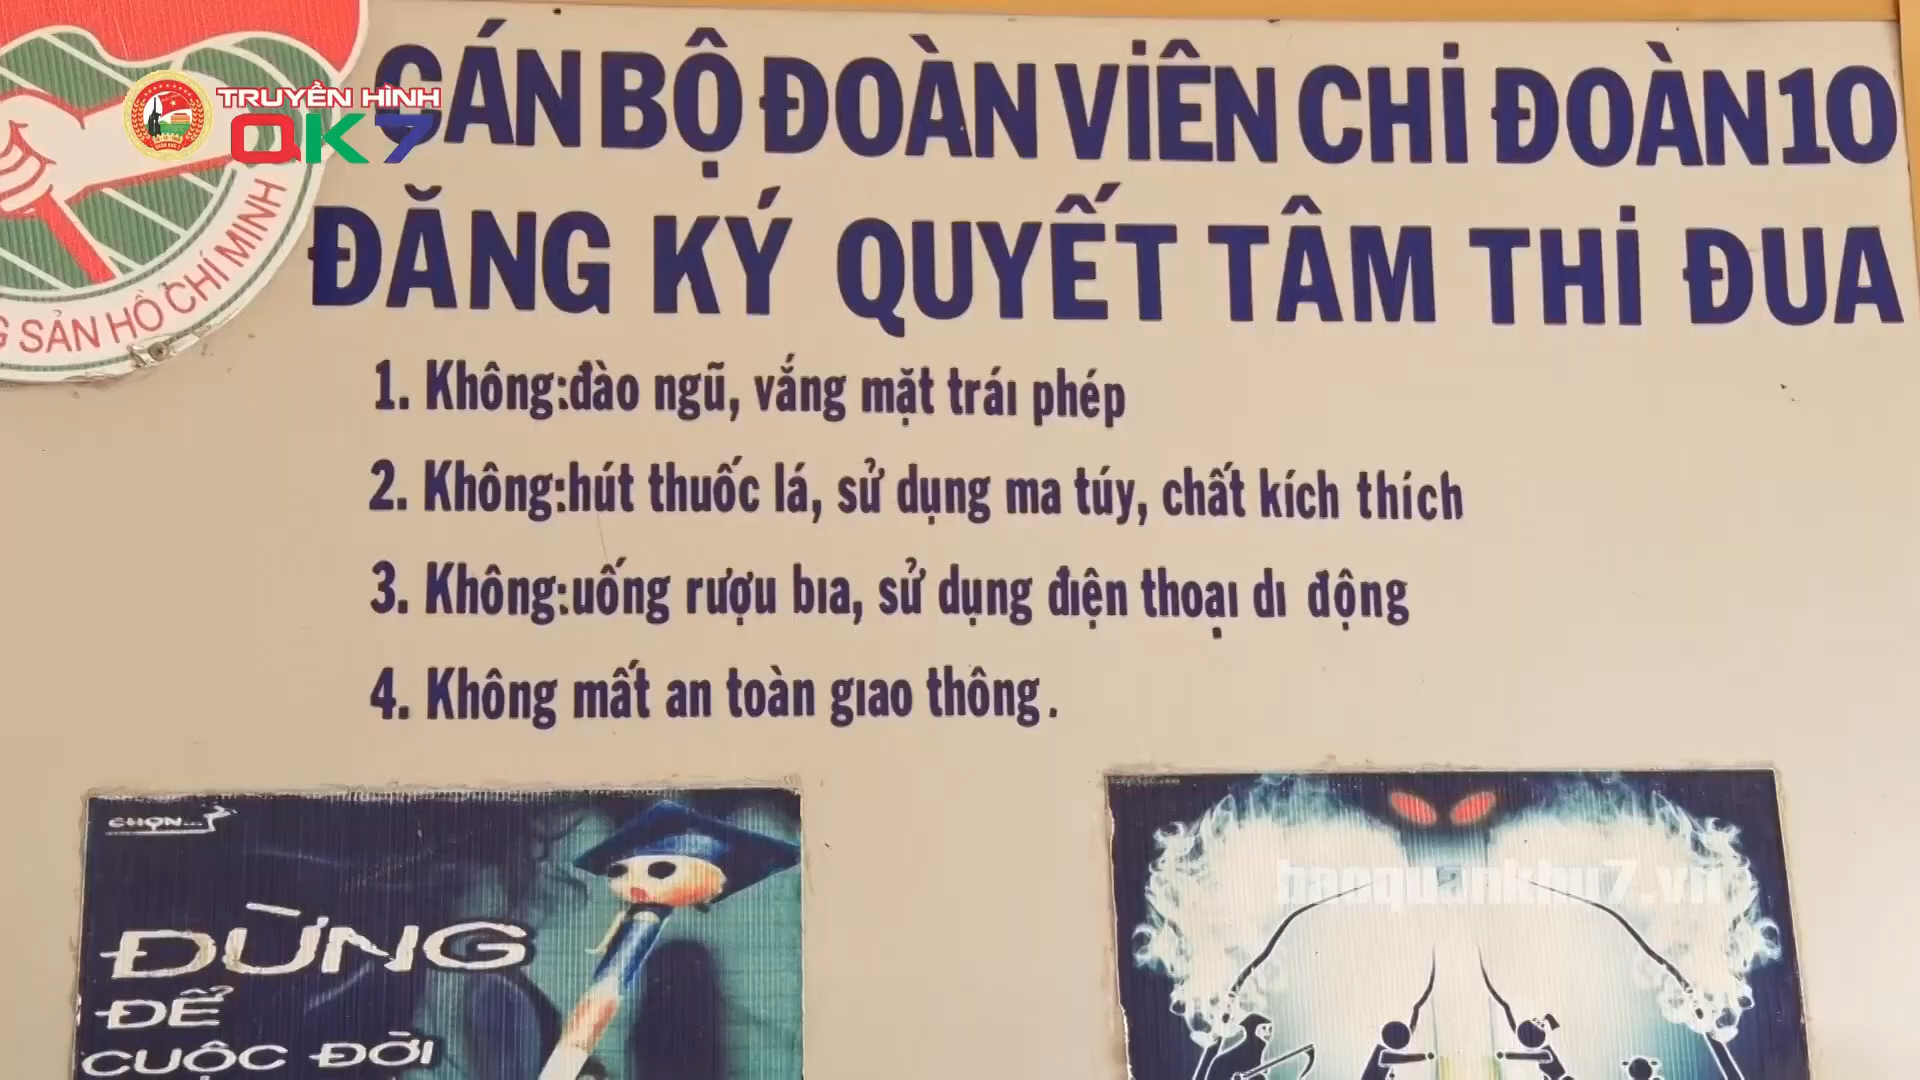 TRUYỀN HÌNH
QK7
CÁN BỘ ĐOÀN VIÊN CHI ĐOÀN 10
ĐĂNG KÝ QUYẾT TÂM THI ĐUA
SẢN HỒ CHÍ MINH
1. Không:đào ngũ, vắng mặt trái phép
2. Không:hút thuốc lá, sử dụng ma túy, chất kích thích
3. Không:uống rượu bia, sử dụng điện thoại di động
4. Không mất an toàn giao thông.
CHỌN...?
ĐỪNG
ĐỂ
CUỘC ĐỜI
baoquankhu7.vn